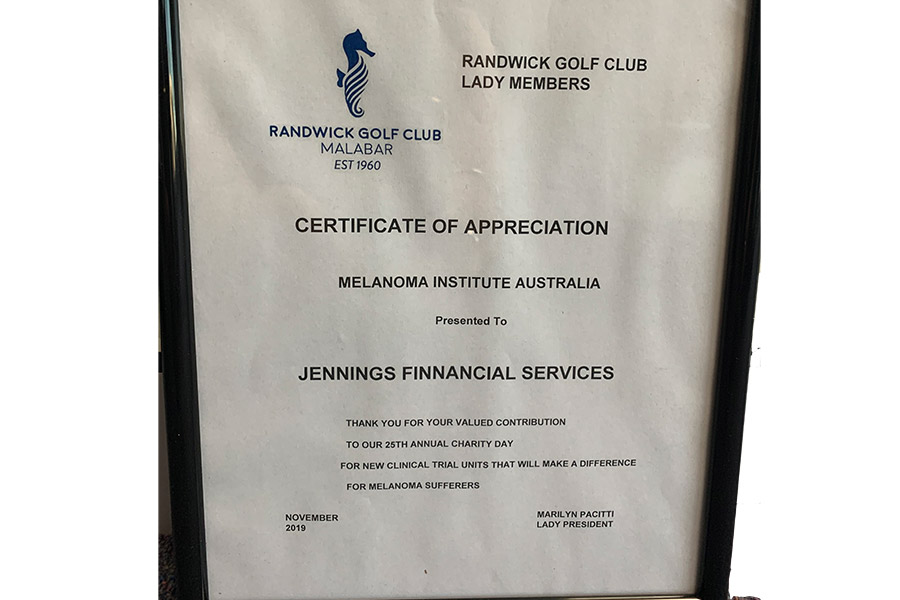 RANDWICK GOLF CLUB
MALABAR
EST 1960
RANDWICK GOLF CLUB
LADY MEMBERS
CERTIFICATE OF APPRECIATION
MELANOMA INSTITUTE AUSTRALIA
Presented To
JENNINGS FINNANCIAL SERVICES
THANK YOU FOR YOUR VALUED CONTRIBUTION
TO OUR 25TH ANNUAL CHARITY DAY
FOR NEW CLINICAL TRIAL UNITS THAT WILL MAKE A DIFFERENCE
FOR MELANOMA SUFFERERS
NOVEMBER
2019
MARILYN PACITTI
LADY PRESIDENT